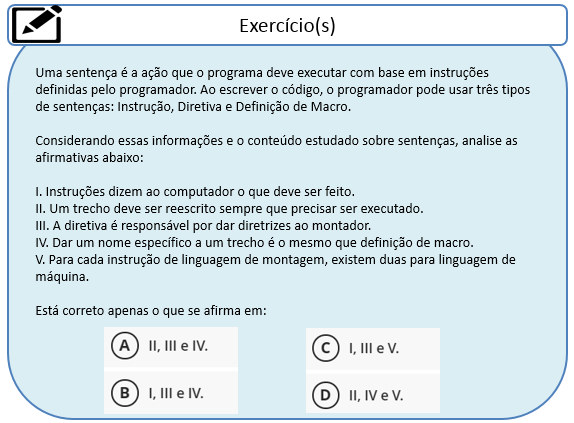 Exercício(s)
Uma sentença é a ação que o programa deve executar com base em instruções
definidas pelo programador. Ao escrever o código, o programador pode usar três tipos
de sentenças: Instrução, Diretiva e Definição de Macro.
Considerando essas informações e o conteúdo estudado sobre sentenças, analise as
afirmativas abaixo:
I. Instruções dizem ao computador o que deve ser feito.
II. Um trecho deve ser reescrito sempre que precisar ser executado.
III. A diretiva é responsável por dar diretrizes ao montador.
IV. Dar um nome específico a um trecho é o mesmo que definição de macro.
V. Para cada instrução de linguagem de montagem, existem duas para linguagem de
máquina.
Está correto apenas o que se afirma em:
A II, III e IV.
B I, III e IV.
C I, III e V.
D II, IV e V.